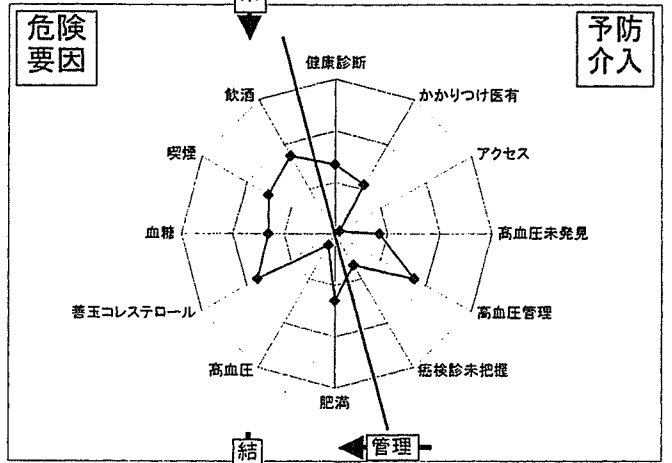 危険
要因
予防
介入
健康診断
飲酒
かかりつけ医有
喫煙
アクセス
血糖
高血圧未発見
善玉コレステロール
高血圧管理
高血圧
癌検診未把握
肥満
結
管理